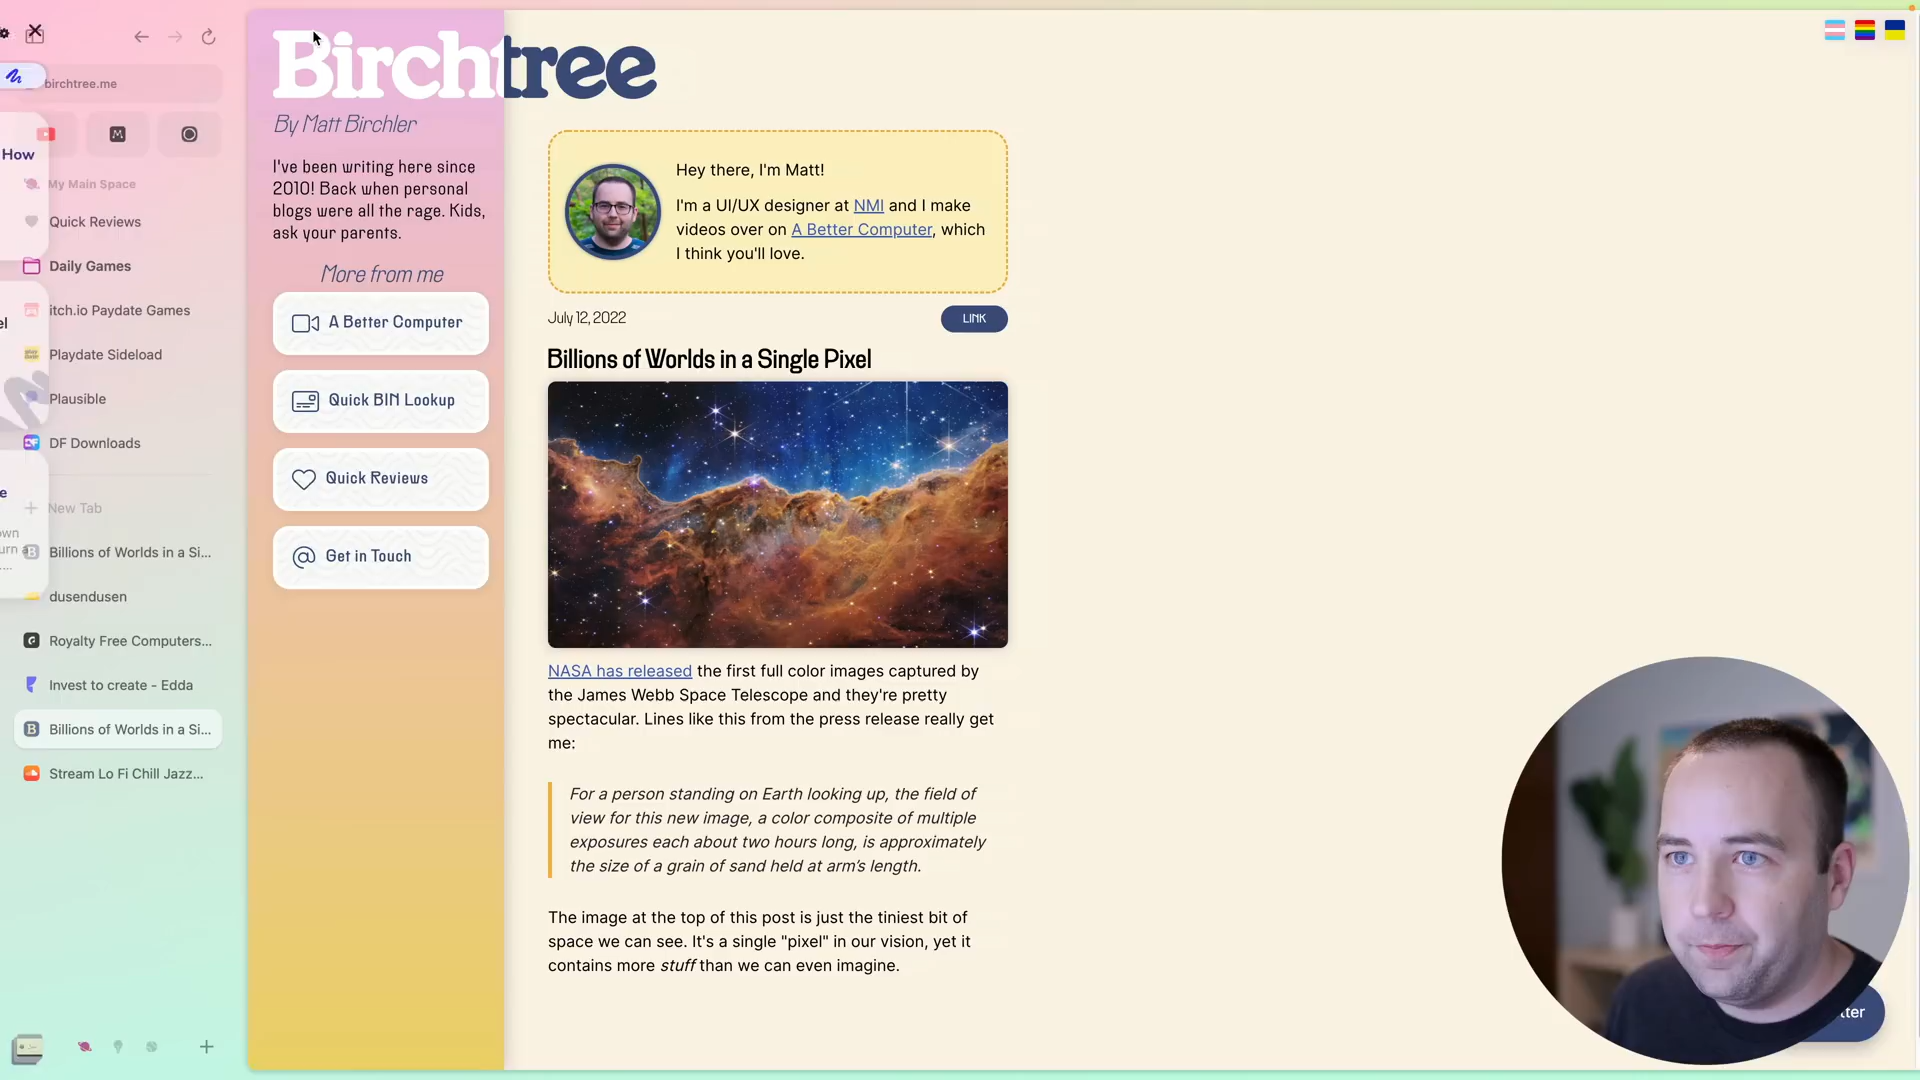 birchtree.me
How
My Main Space
Quick Reviews
Daily Games
itch.io Paydate Games
el
Playdate Sideload
Plausible
DF Downloads
e
New Tab
own
urn a
Billions of Worlds in a Si...
....
dusendusen
Royalty Free Computers...
Invest to create - Edda
Billions of Worlds in a Si...
Stream Lo Fi Chill Jazz...
Birchtree
By Matt Birchler
I've been writing here since
2010! Back when personal
blogs were all the rage. Kids,
ask your parents.
More from me
A Better Computer
Quick BIN Lookup
Quick Reviews
Get in Touch
Hey there, I'm Matt!
I'm a UI/UX designer at NMI and I make
videos over on A Better Computer, which
I think you'll love.
July 12, 2022
LINK
Billions of Worlds in a Single Pixel
NASA has released the first full color images captured by
the James Webb Space Telescope and they're pretty
spectacular. Lines like this from the press release really get
me:
For a person standing on Earth looking up, the field of
view for this new image, a color composite of multiple
exposures each about two hours long, is approximately
the size of a grain of sand held at arm's length.
The image at the top of this post is just the tiniest bit of
space we can see. It's a single "pixel" in our vision, yet it
contains more stuff than we can even imagine.
tter